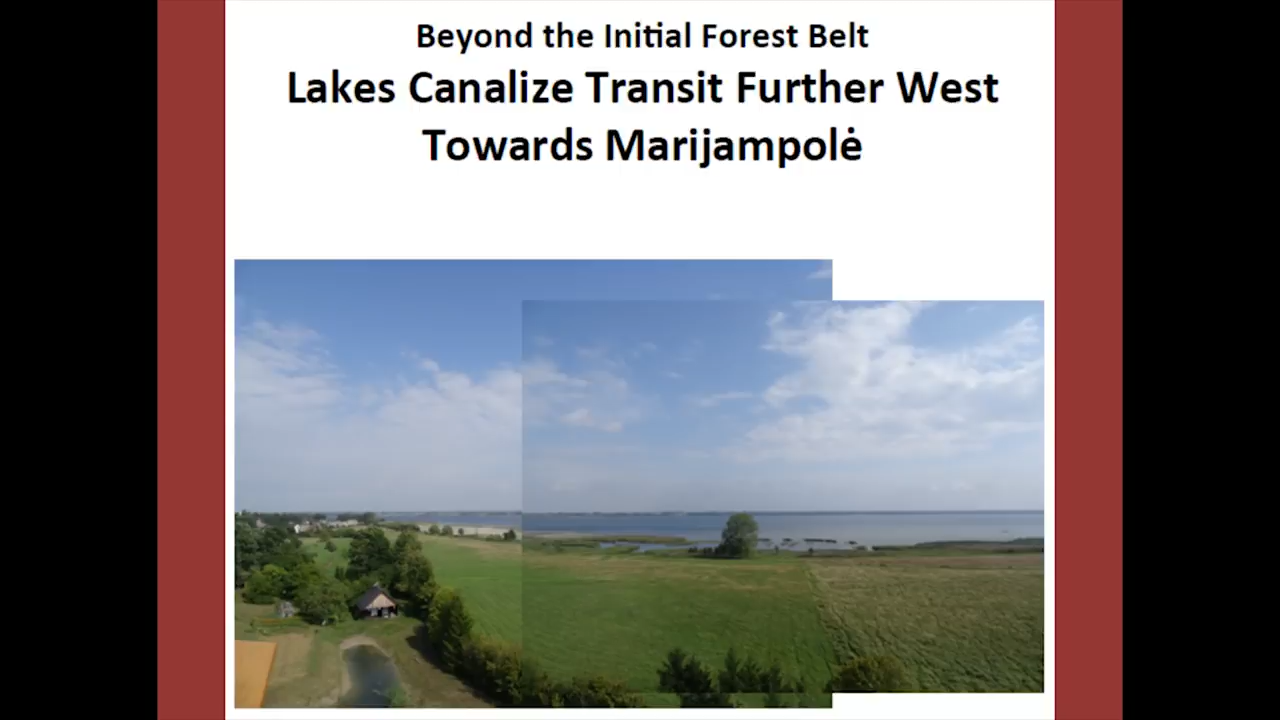 Beyond the Initial Forest Belt
Lakes Canalize Transit Further West
Towards Marijampolė